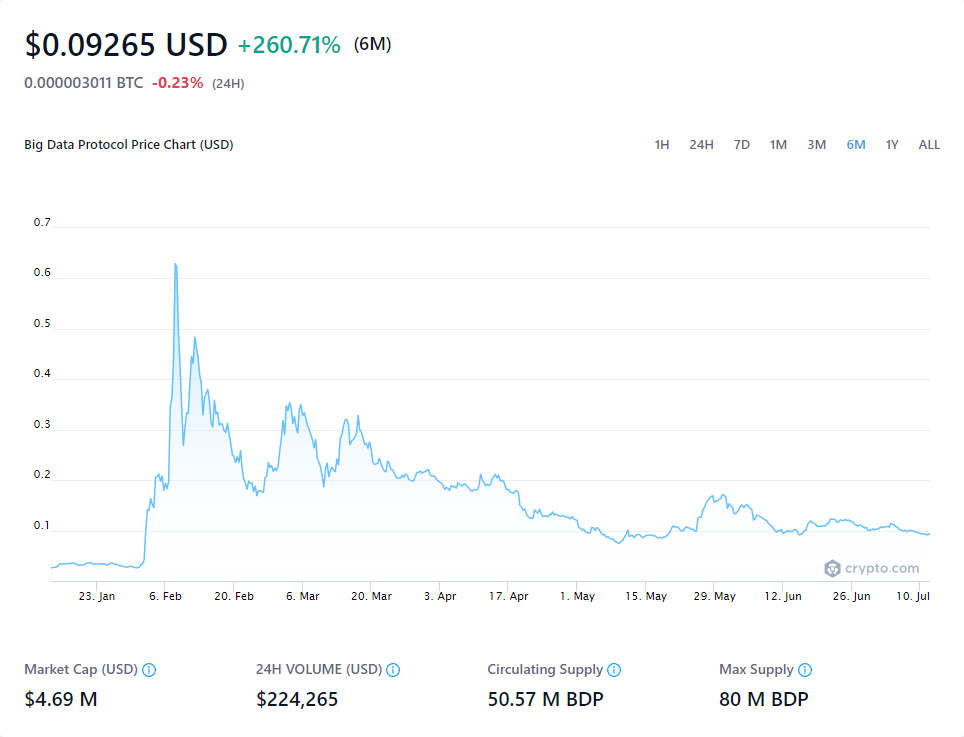 $0.09265 USD +260.71% (6M)
0.000003011 BTC -0.23% (24H)
Big Data Protocol Price Chart (USD) 1H 24H 7D 1M 3M 6M 1Y ALL
0.7
0.6
0.5
0.4
0.3
0.2
0.1
crypto.com
23. Jan 6. Feb 20. Feb 6. Mar 20. Mar 3. Apr 17. Apr 1. May 15. May 29. May 12. Jun 26. Jun 10. Jul
Market Cap (USD) 24H VOLUME (USD) Circulating Supply Max Supply
$4.69 M $224,265 50.57 M BDP 80 M BDP